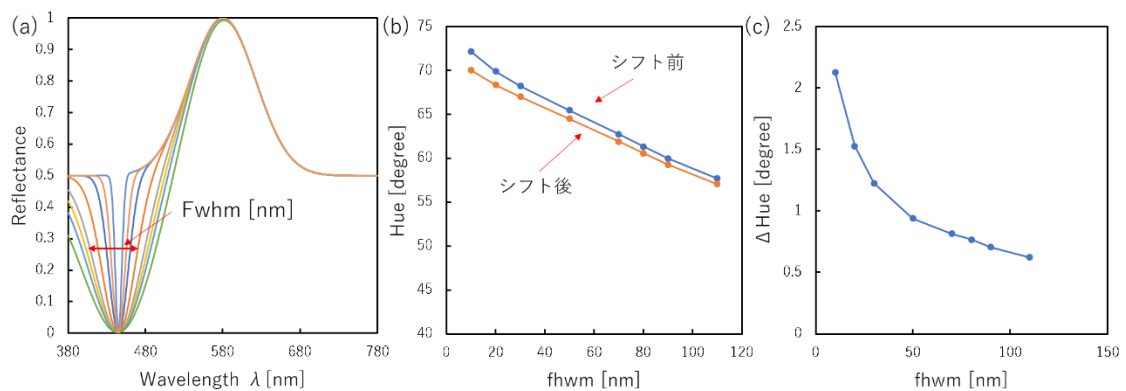 (a)
1
0.9
0.8
0.7
0.6
0.5
0.4
0.3
0.2
0.1
0
Reflectance
Fwhm [nm]
380 480 580 680 780
Wavelength λ [nm]
(b)
75
70
65
60
55
50
45
40
Hue [degree]
シフト前
シフト後
0 20 40 60 80 100 120
fhwm [nm]
(c)
2.5
2
1.5
1
0.5
0
Δ Hue [degree]
0 50 100 150
fhwm [nm]